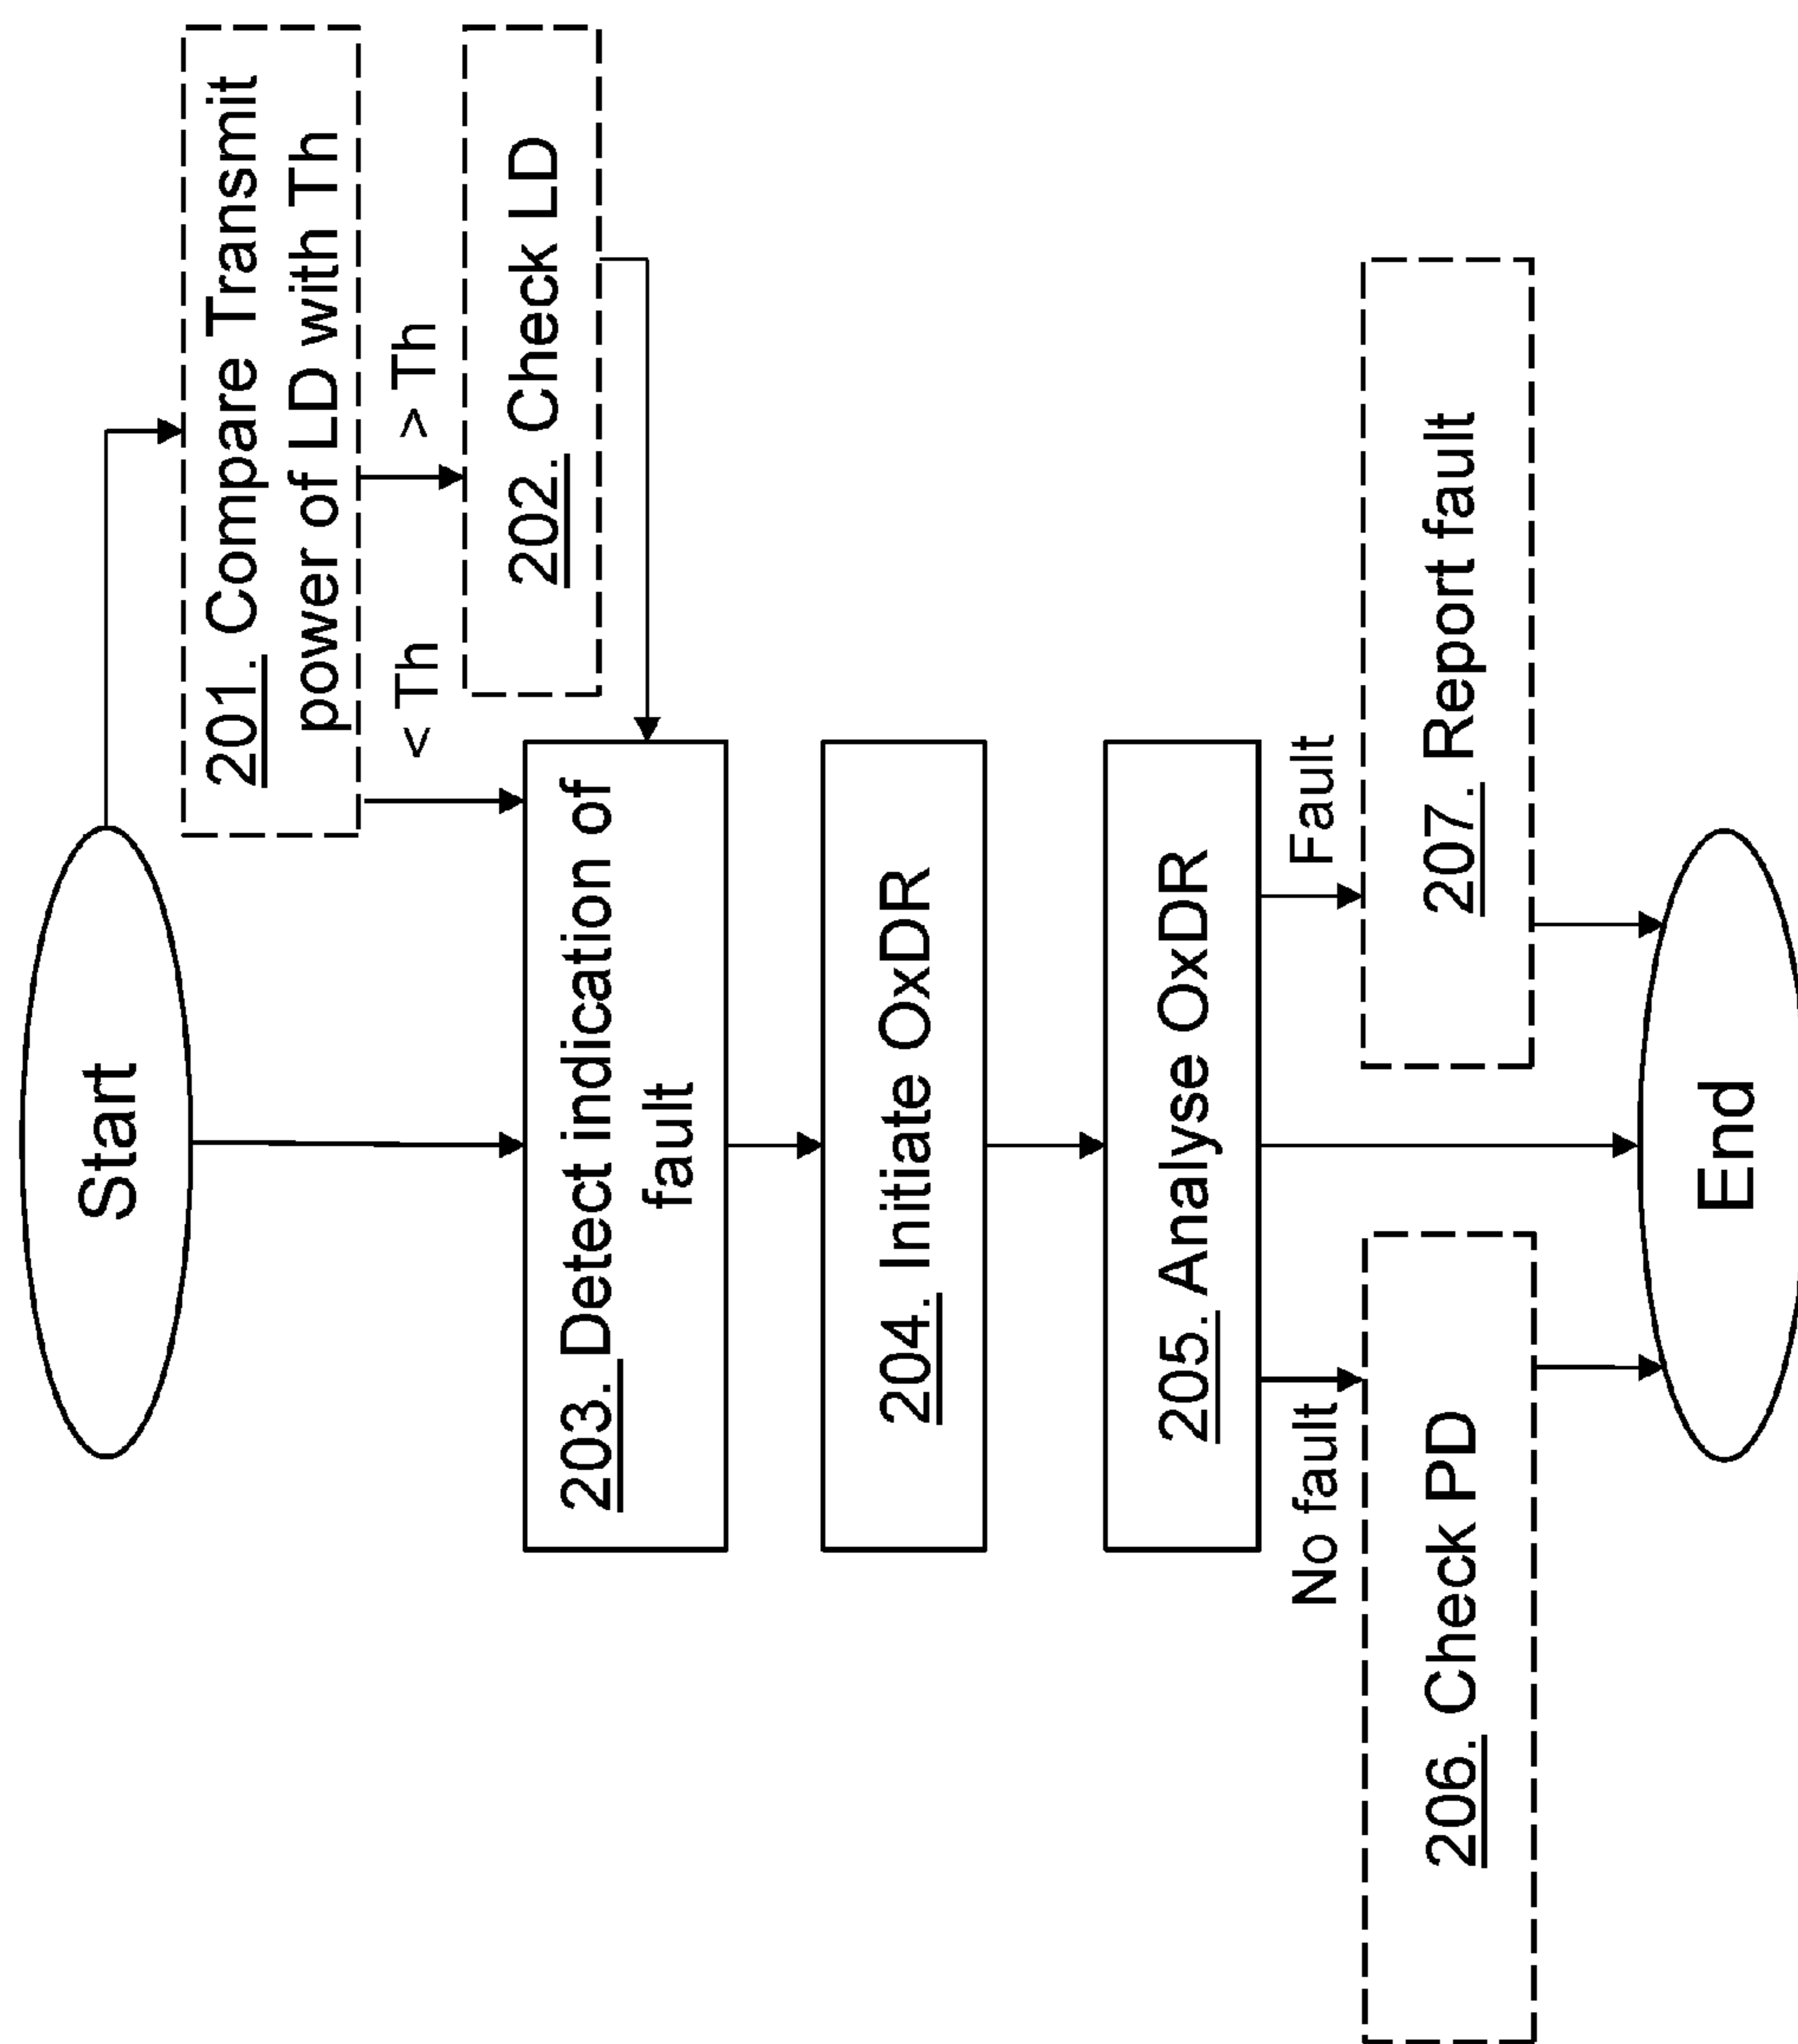 Start
201. Compare Transmit
power of LD with Th
< Th
> Th
202. Check LD
203. Detect indication of
fault
204. Initiate OxDR
205. Analyse OxDR
No fault
Fault
206. Check PD
207. Report fault
End